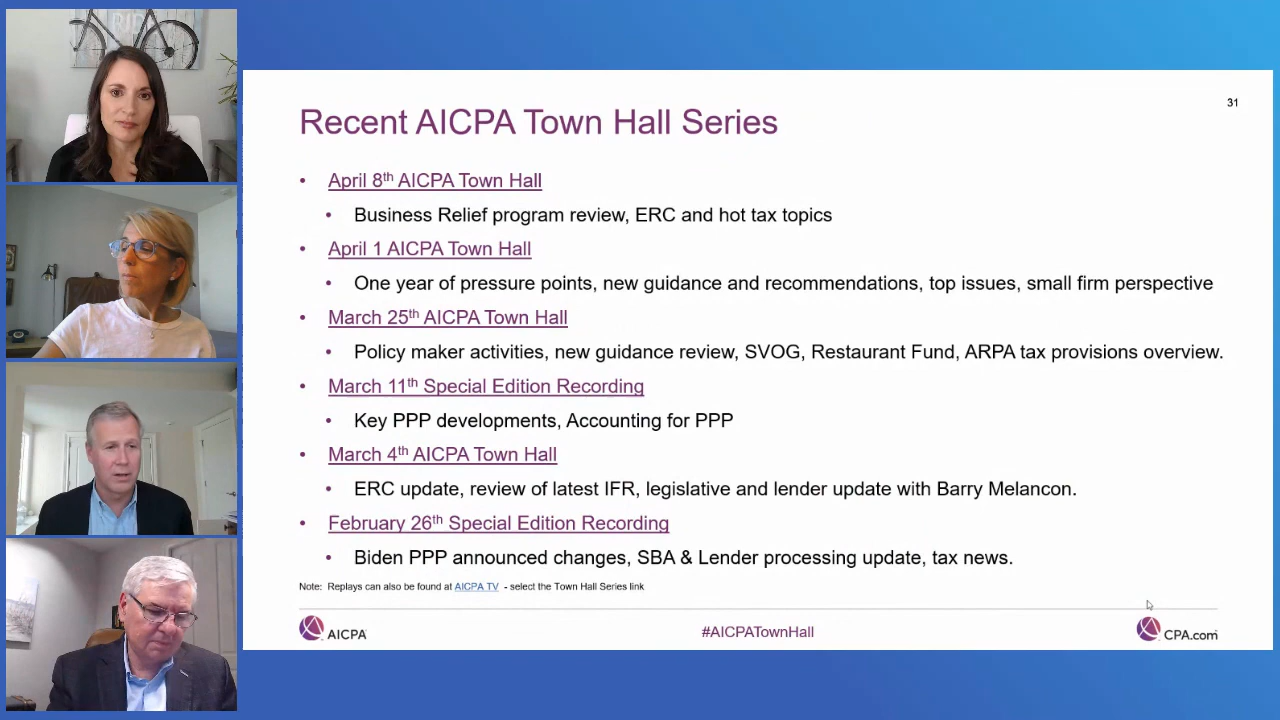 31
Recent AICPA Town Hall Series
• April 8th AICPA Town Hall
• Business Relief program review, ERC and hot tax topics
• April 1 AICPA Town Hall
• One year of pressure points, new guidance and recommendations, top issues, small firm perspective
• March 25th AICPA Town Hall
• Policy maker activities, new guidance review, SVOG, Restaurant Fund, ARPA tax provisions overview.
• March 11th Special Edition Recording
• Key PPP developments, Accounting for PPP
• March 4th AICPA Town Hall
• ERC update, review of latest IFR, legislative and lender update with Barry Melancon.
• February 26th Special Edition Recording
• Biden PPP announced changes, SBA & Lender processing update, tax news.
Note: Replays can also be found at AICPA TV - select the Town Hall Series link
AICPA
#AICPATownHall
CPA.com